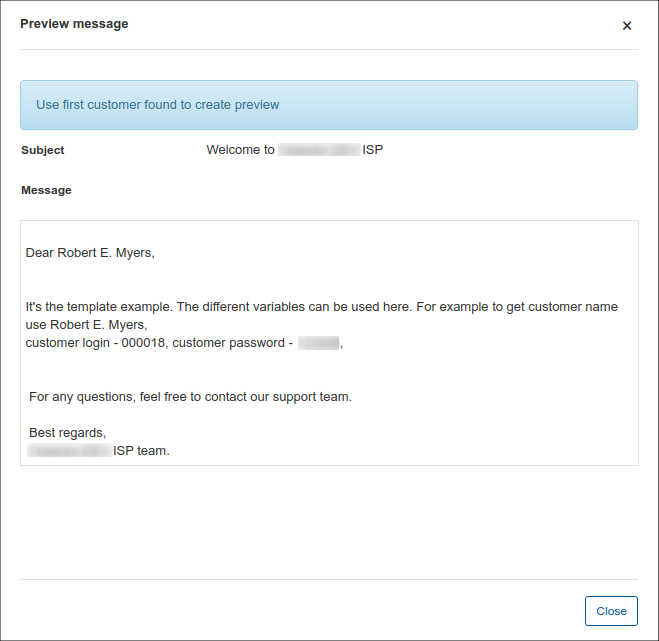 Preview message
×
Use first customer found to create preview
Subject Welcome to ISP
Message
Dear Robert E. Myers,
It's the template example. The different variables can be used here. For example to get customer name
use Robert E. Myers,
customer login - 000018, customer password - ,
For any questions, feel free to contact our support team.
Best regards,
ISP team.
Close